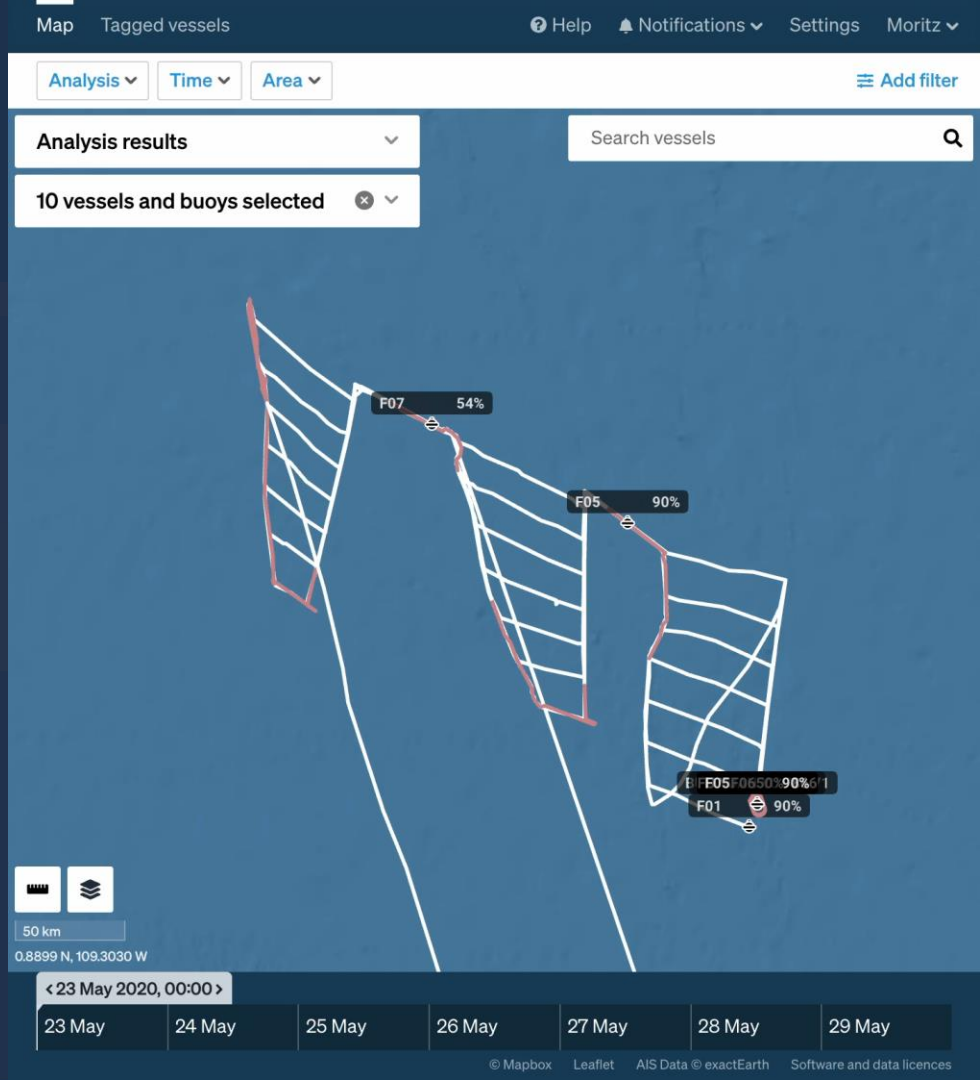 Map Tagged vessels Help Notifications Settings Moritz
Analysis Time Area Add filter
Analysis results
Search vessels
10 vessels and buoys selected
F07 54%
F05 90%
F05 90%
F01 90%
50 km
0.8899 N, 109.3030 W
<23 May 2020, 00:00>
23 May 24 May 25 May 26 May 27 May 28 May 29 May
© Mapbox Leaflet AIS Data © exactEarth Software and data licences